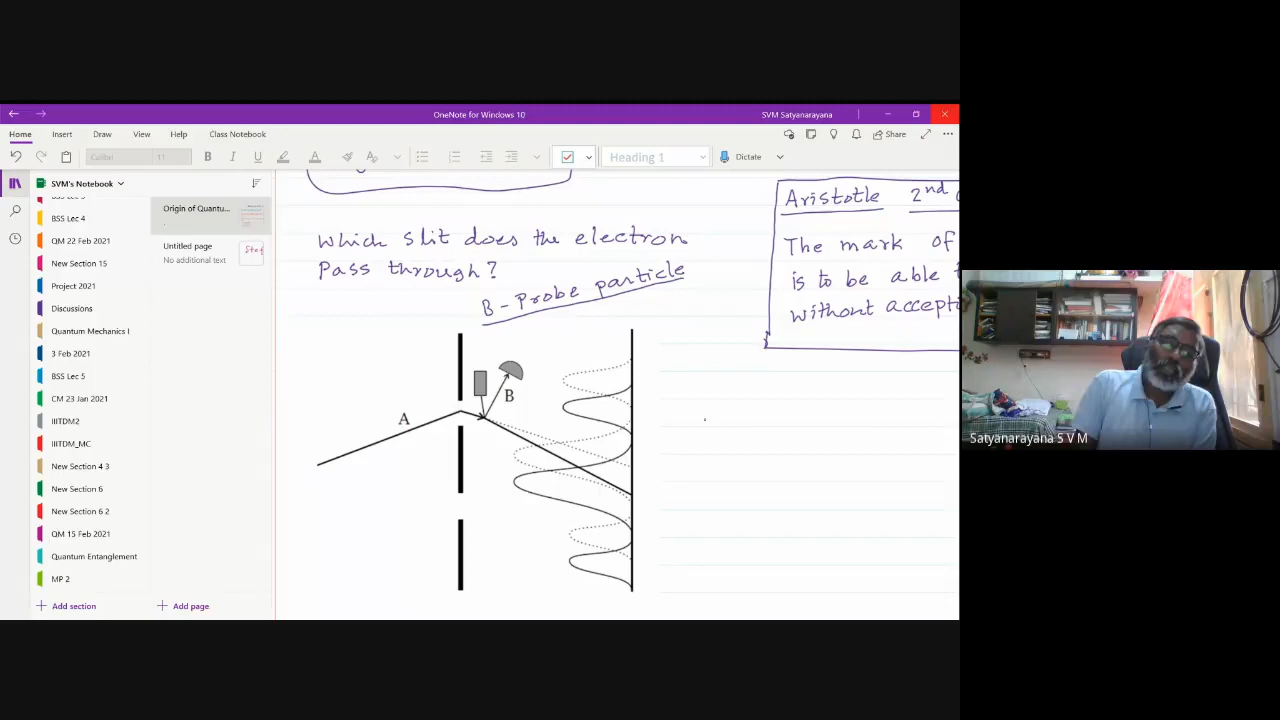 OneNote for Windows 10
SVM Satyanarayana
Home Insert Draw View Help Class Notebook
Share
Calibri 11
B I U A
Heading 1
Dictate
SVM's Notebook
BSS Lec 3
BSS Lec 4
QM 22 Feb 2021
New Section 15
Project 2021
Discussions
Quantum Mechanics I
3 Feb 2021
BSS Lec 5
CM 23 Jan 2021
IIITDM2
IIITDM_MC
New Section 4 3
New Section 6
New Section 6 2
QM 15 Feb 2021
Quantum Entanglement
MP 2
Add section
Add page
Origin of Quantu...
Untitled page
No additional text
Which slit does the electron
Pass through?
B - Probe particle
A
B
Aristotle 2nd
The mark of
is to be able
without
Satyanarayana S V M